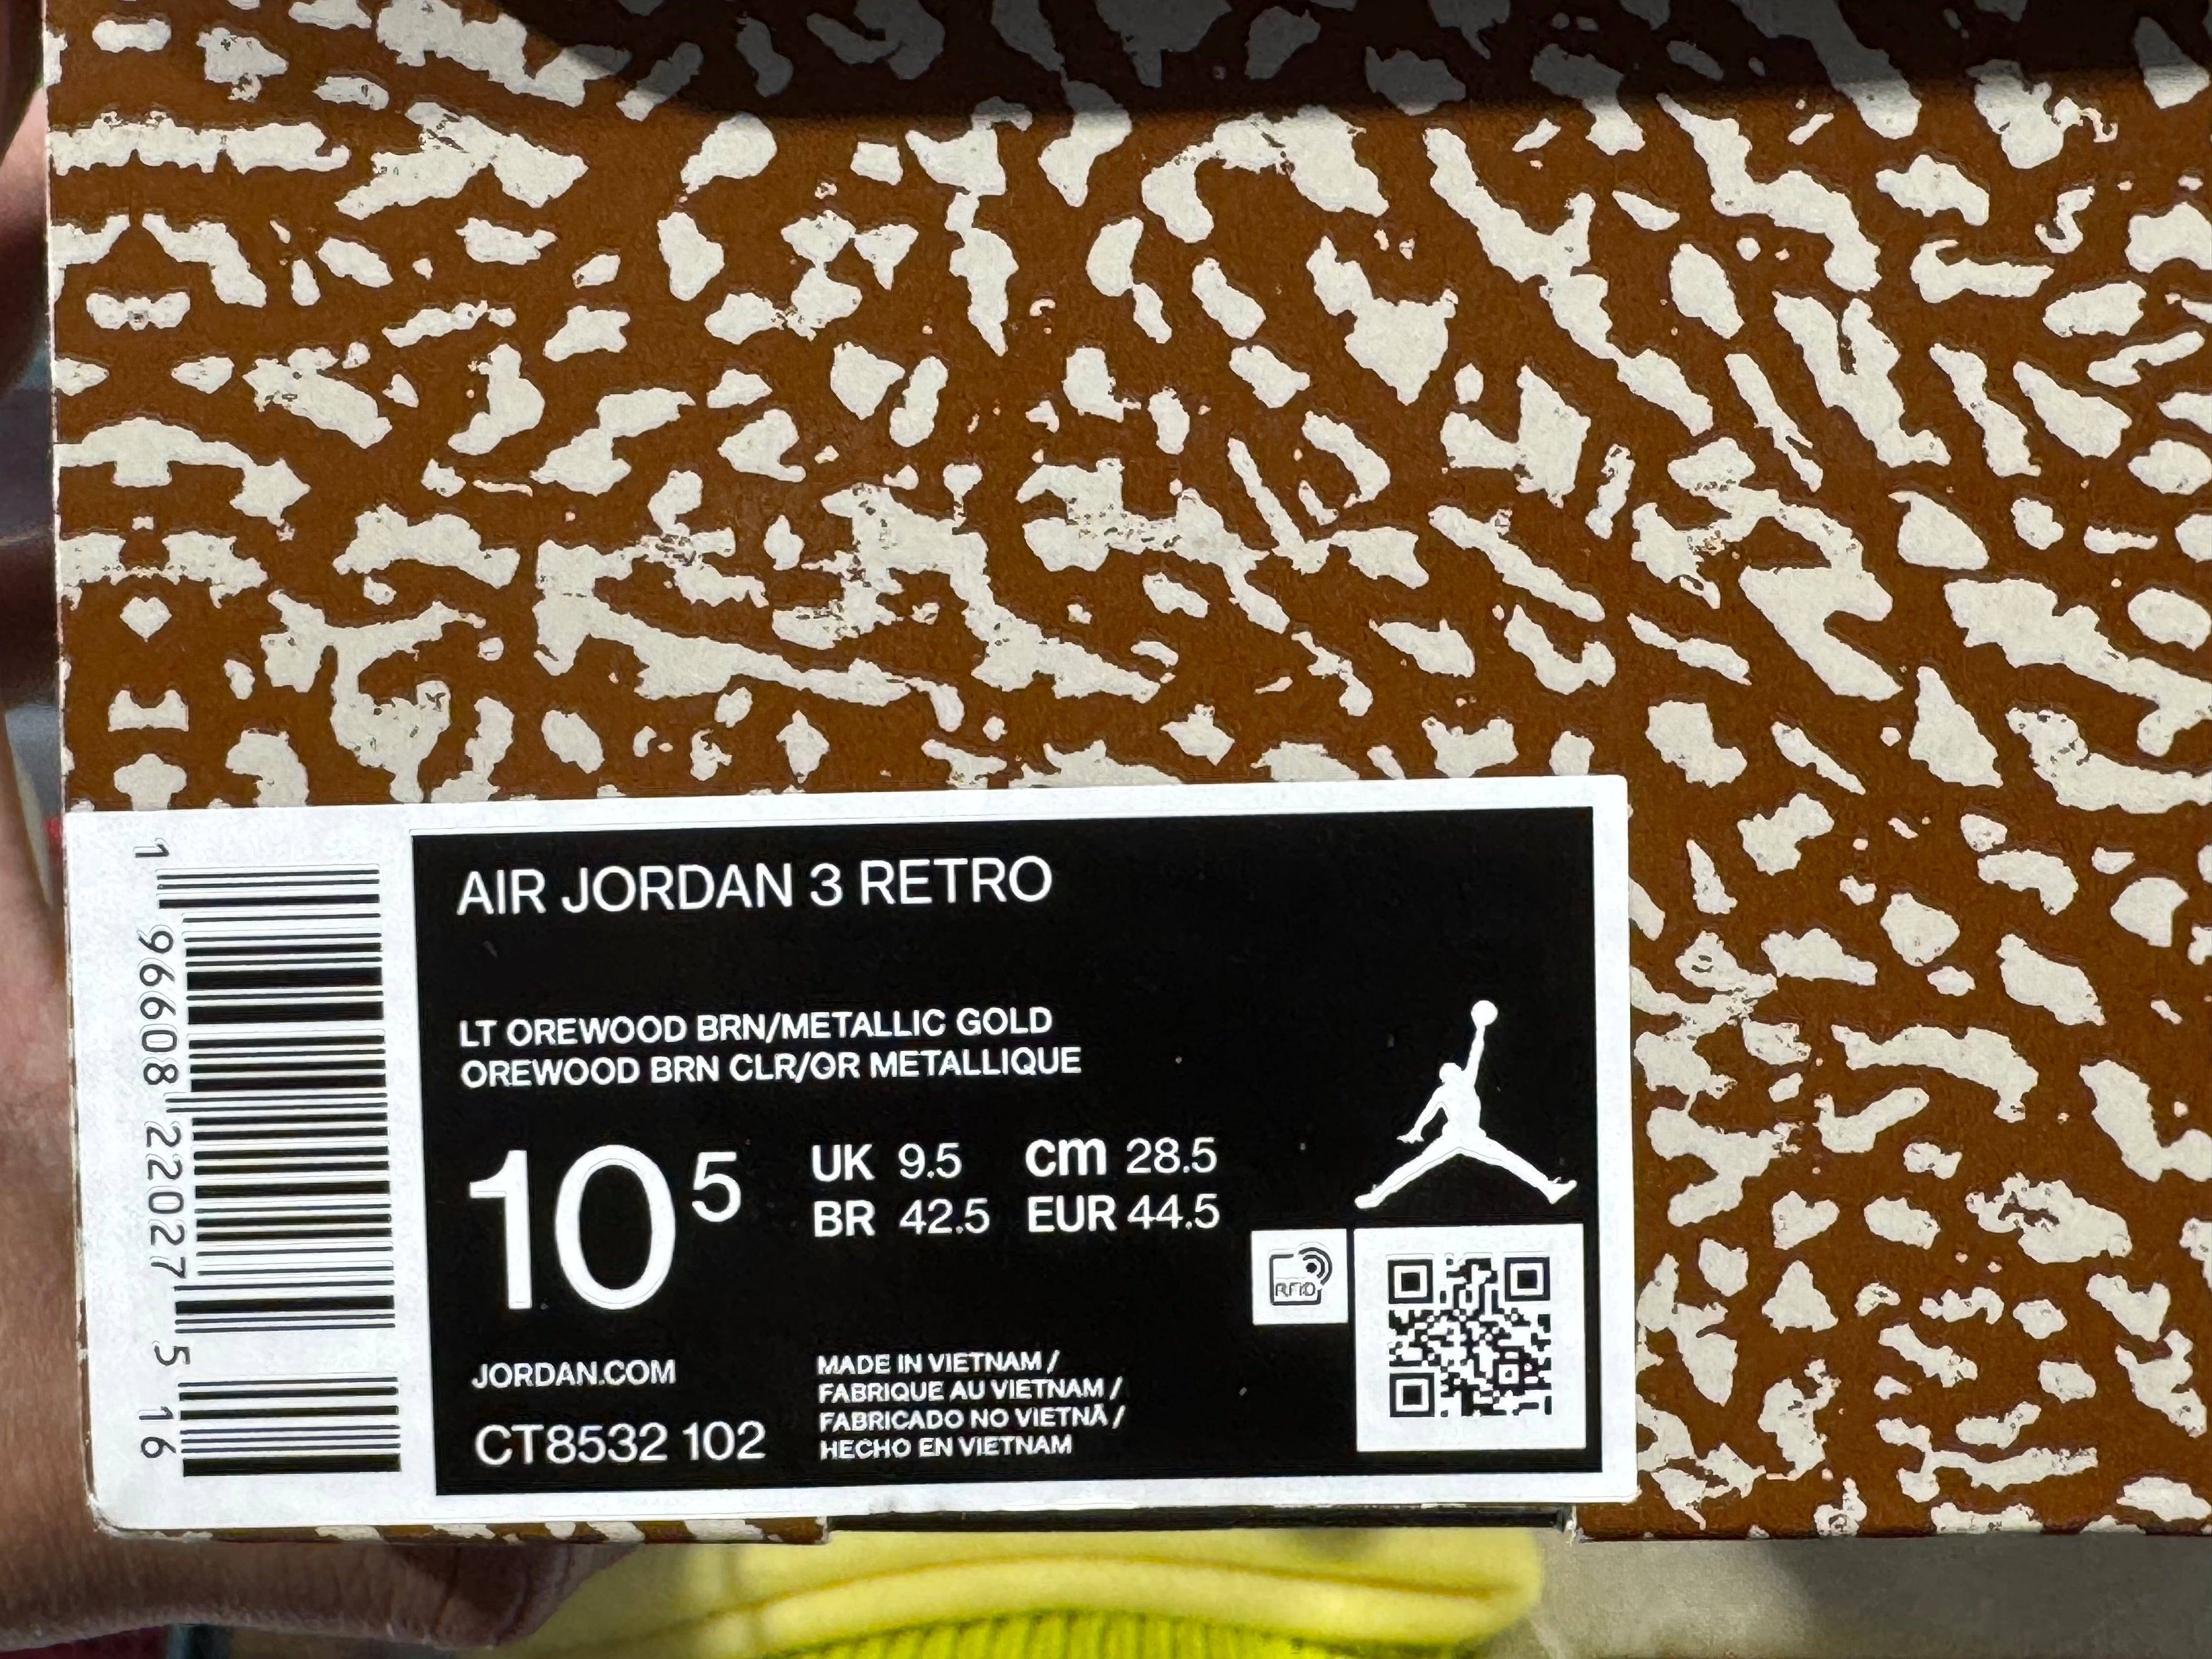 AIR JORDAN 3 RETRO
LT OREWOOD BRN/METALLIC GOLD
OREWOOD BRN CLR/OR METALLIQUE
10 5
UK 9.5 cm 28.5
BR 42.5 EUR 44.5
RFID
JORDAN.COM
CT8532 102
MADE IN VIETNAM /
FABRIQUE AU VIETNAM /
FABRICADO NO VIETNÃ /
HECHO EN VIETNAM
1 96608 22027 5 16